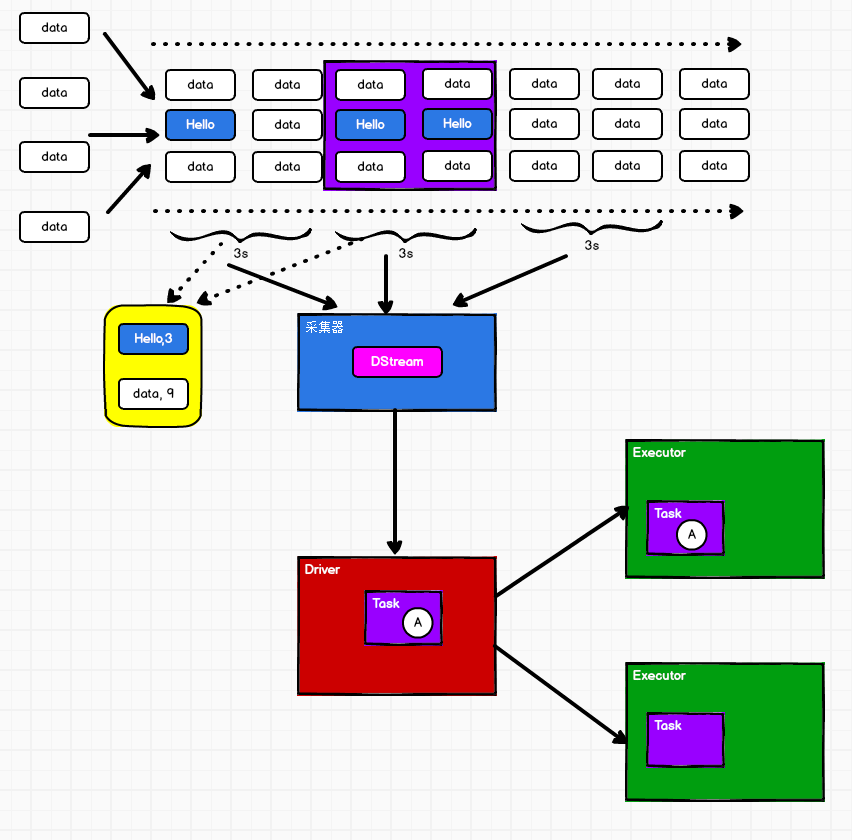 data
data
data
data
data data data data data data data
Hello data Hello Hello data data data
data data data data data data data
3s 3s 3s
Hello,3
data, 9
采集器
DStream
Executor
Task
A
Driver
Task
A
Executor
Task